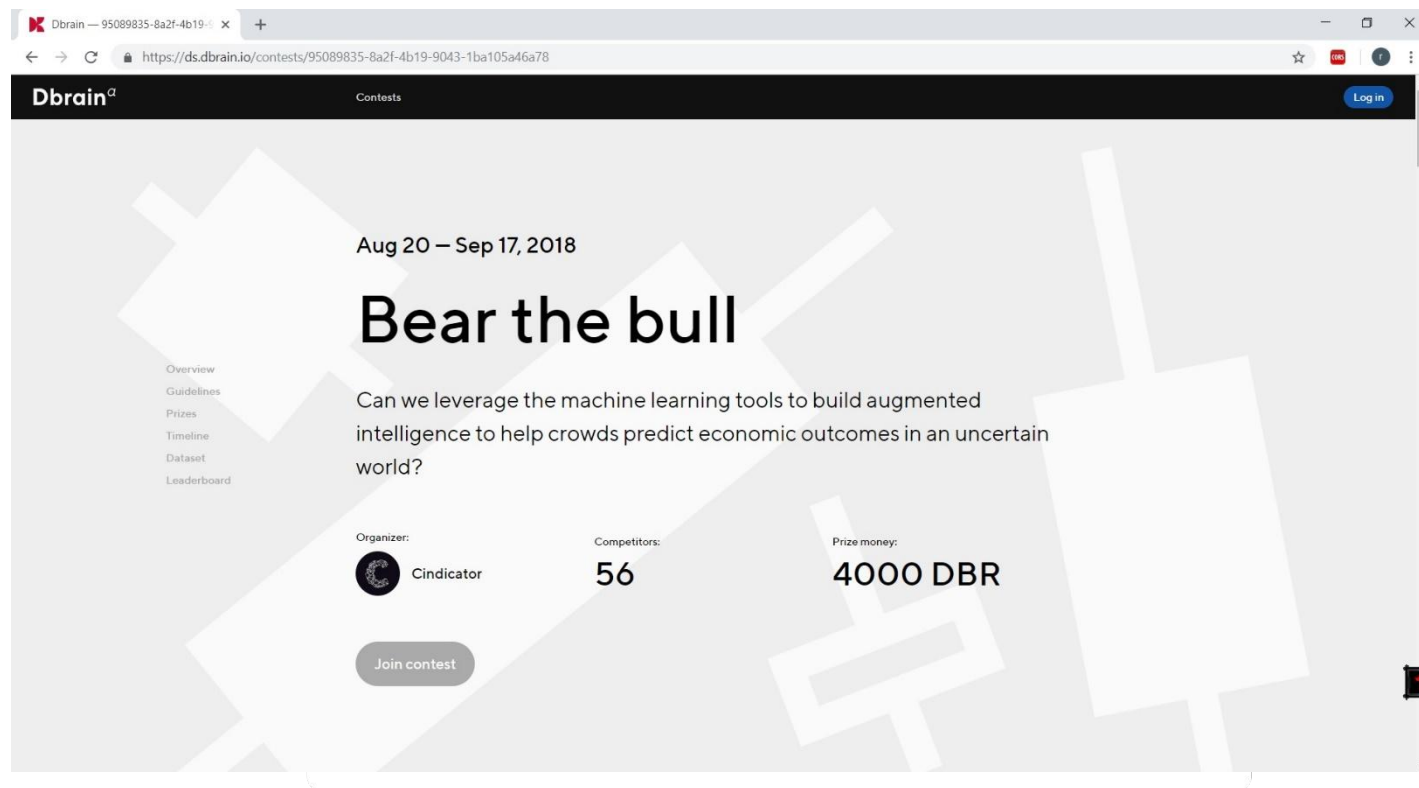 Dbrain — 95089835-8a2f-4b19-9
https://ds.dbrain.io/contests/95089835-8a2f-4b19-9043-1ba105a46a78
CORS
r
Dbrainα
Contests
Log in
Aug 20 — Sep 17, 2018
Bear the bull
Overview
Guidelines
Prizes
Timeline
Dataset
Leaderboard
Can we leverage the machine learning tools to build augmented
intelligence to help crowds predict economic outcomes in an uncertain
world?
Organizer:
Cindicator
Competitors:
56
Prize money:
4000 DBR
Join contest